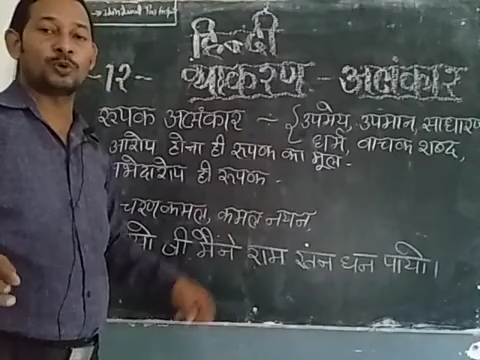 हिन्दी
-12- व्याकरण - अलंकार
रूपक अलंकार ~ { उपमेय, उपमान, साधारण
धर्म, वाचक शब्द,
आरोप होना ही रूपक का मूल -
भेदारोप ही रूपक -
चरणकमल, कमल नयन,
यो जी मैंने राम रतन धन पायो।